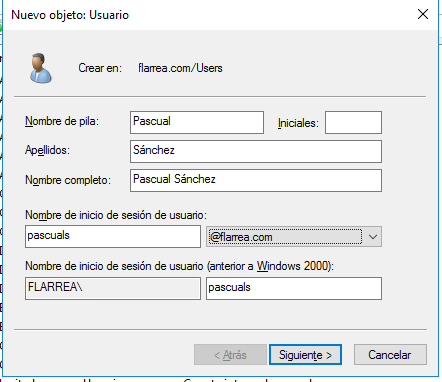 Nuevo objeto: Usuario
Crear en: flarrea.com/Users
Nombre de pila: Pascual Iniciales:
Apellidos: Sánchez
Nombre completo: Pascual Sánchez
Nombre de inicio de sesión de usuario:
pascuals @flarrea.com
Nombre de inicio de sesión de usuario (anterior a Windows 2000):
FLARREA\ pascuals
< Atrás Siguiente > Cancelar